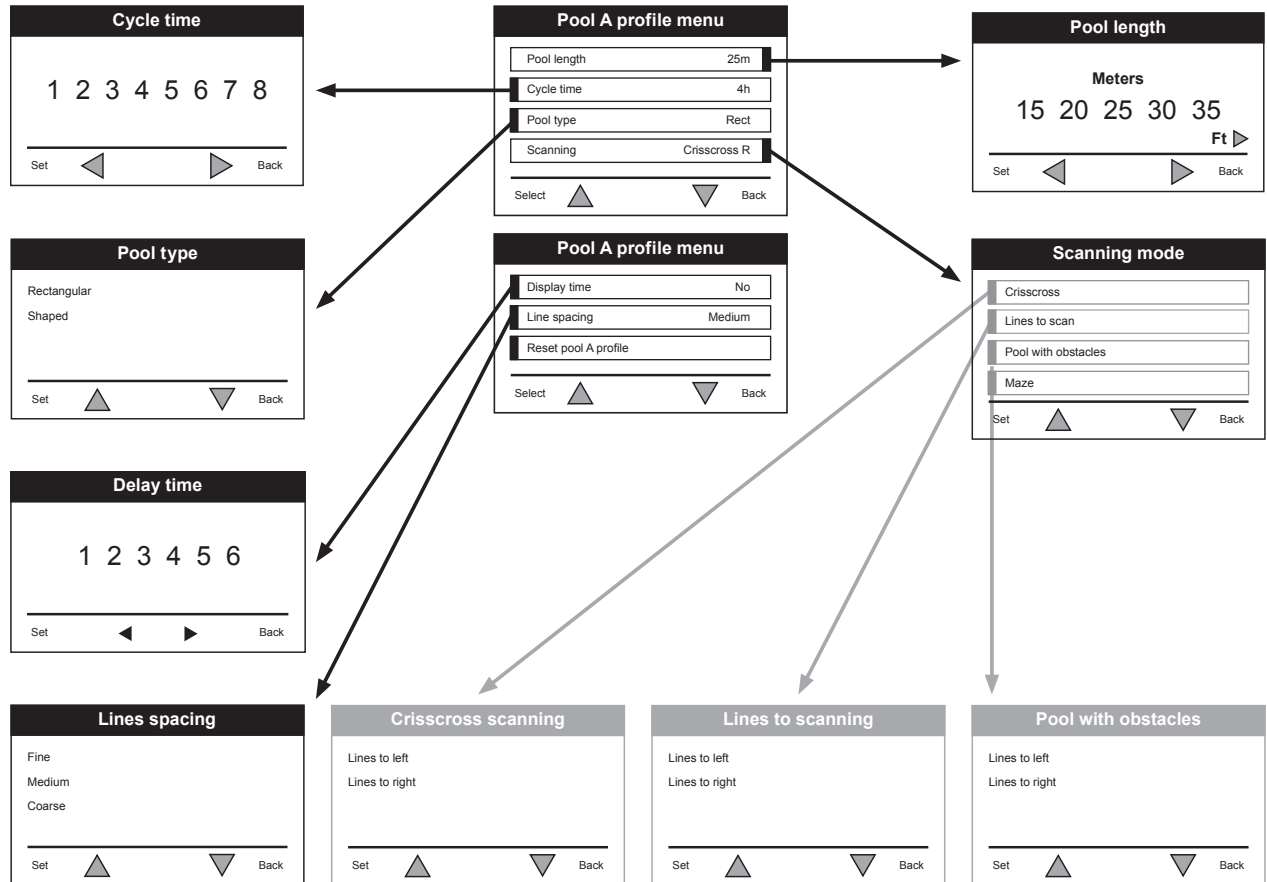 Cycle time
1 2 3 4 5 6 7 8
Set Back
Pool A profile menu
Pool length 25m
Cycle time 4h
Pool type Rect
Scanning Crisscross R
Select Back
Pool length
Meters
15 20 25 30 35
Ft
Set Back
Pool type
Rectangular
Shaped
Set Back
Pool A profile menu
Display time No
Line spacing Medium
Reset pool A profile
Select Back
Scanning mode
Crisscross
Lines to scan
Pool with obstacles
Maze
Set Back
Delay time
1 2 3 4 5 6
Set Back
Lines spacing
Fine
Medium
Coarse
Set Back
Crisscross scanning
Lines to left
Lines to right
Set Back
Lines to scanning
Lines to left
Lines to right
Set Back
Pool with obstacles
Lines to left
Lines to right
Set Back